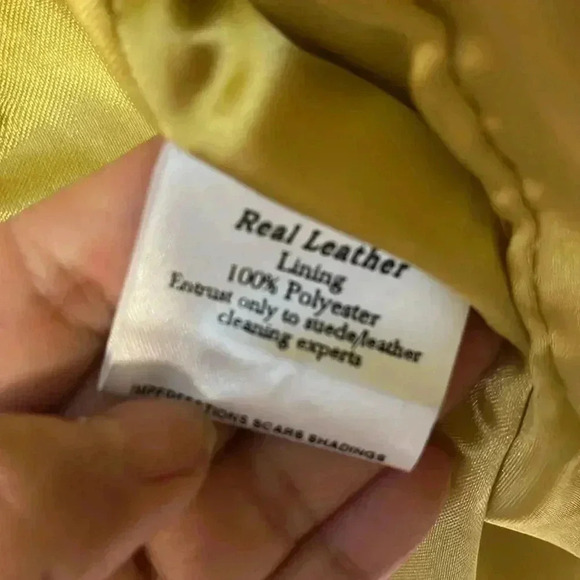 Real Leather
Lining
100% Polyester
Entrust only to suede/leather
cleaning experts
IMPERFECTIONS SCARS SHADINGS